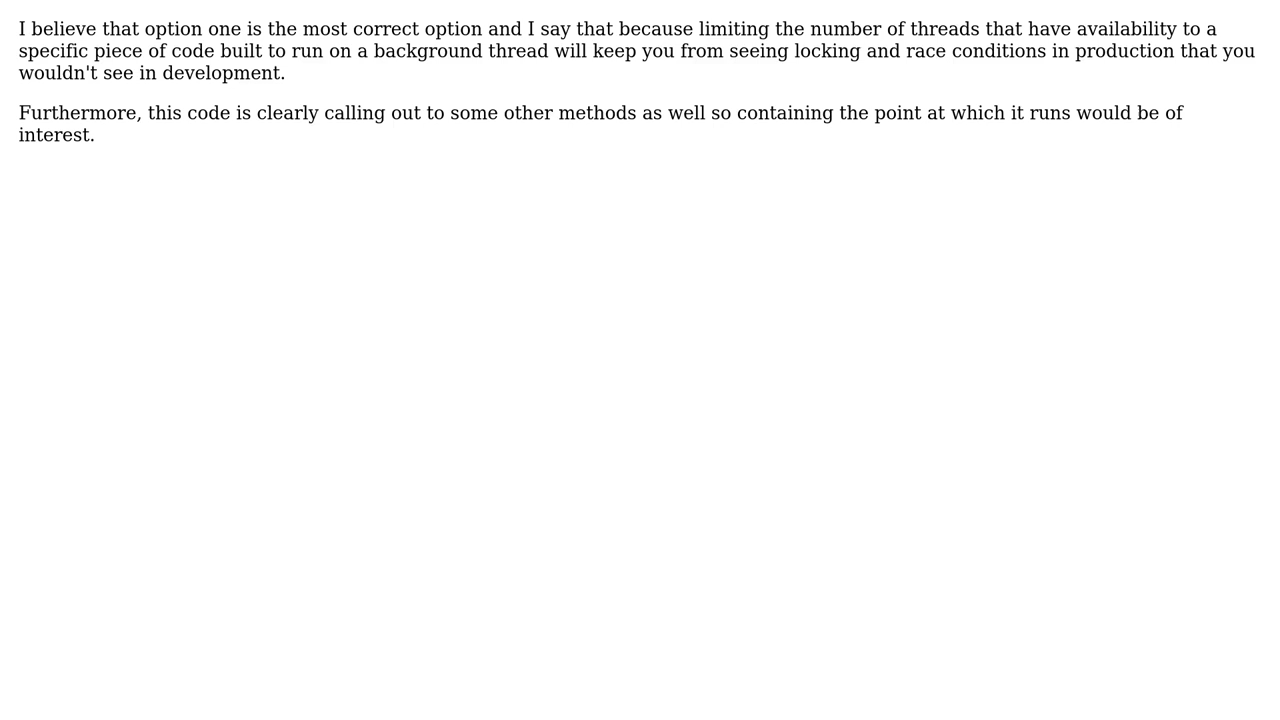 I believe that option one is the most correct option and I say that because limiting the number of threads that have availability to a
specific piece of code built to run on a background thread will keep you from seeing locking and race conditions in production that you
wouldn't see in development.
Furthermore, this code is clearly calling out to some other methods as well so containing the point at which it runs would be of
interest.